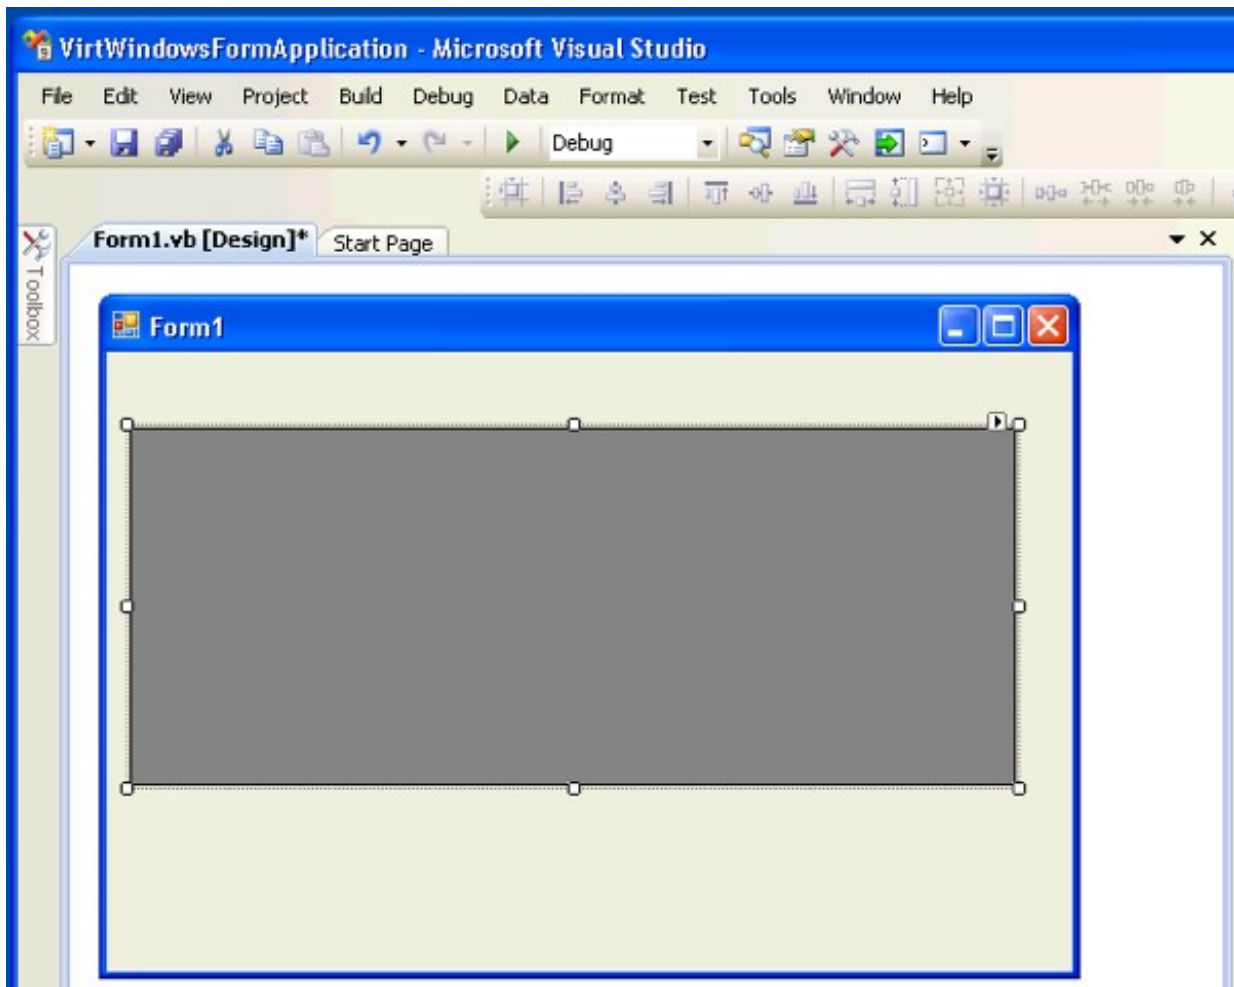 VirtWindowsFormApplication - Microsoft Visual Studio
File Edit View Project Build Debug Data Format Test Tools Window Help
Debug
Form1.vb [Design]* Start Page
Toolbox
Form1